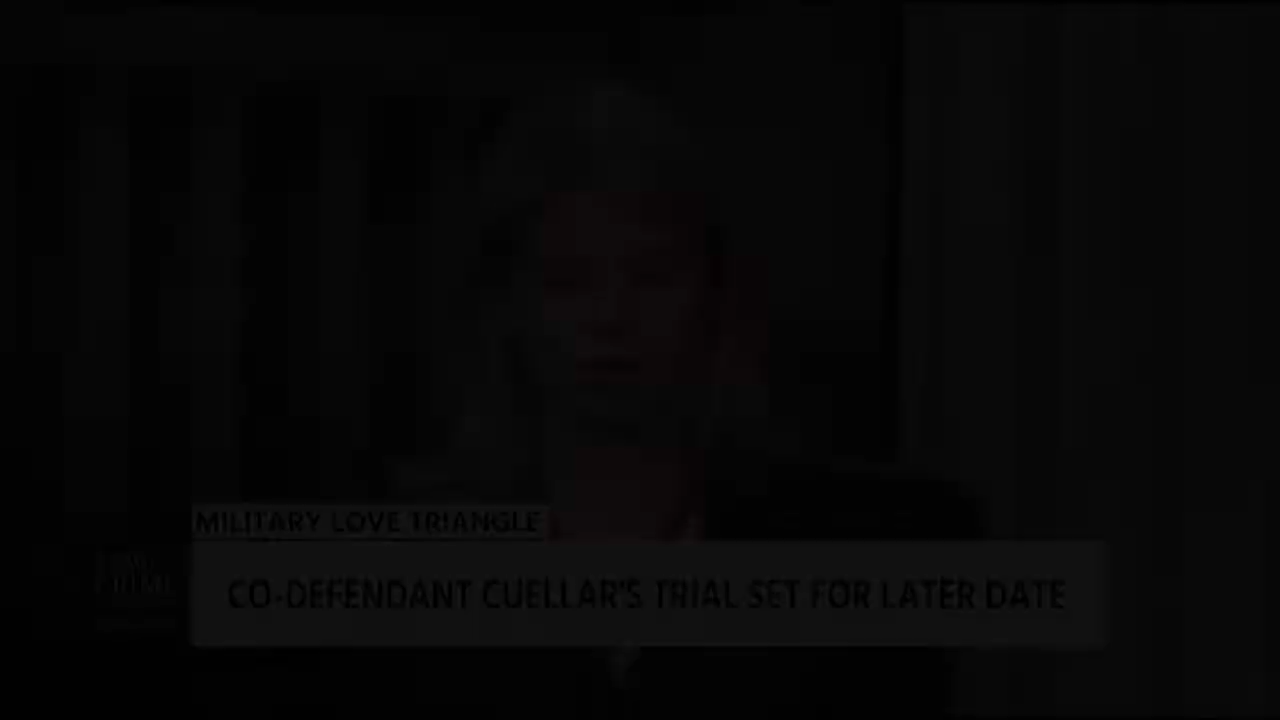 MILITARY LOVE TRIANGLE
CO-DEFENDANT CUELLAR'S TRIAL SET FOR LATER DATE